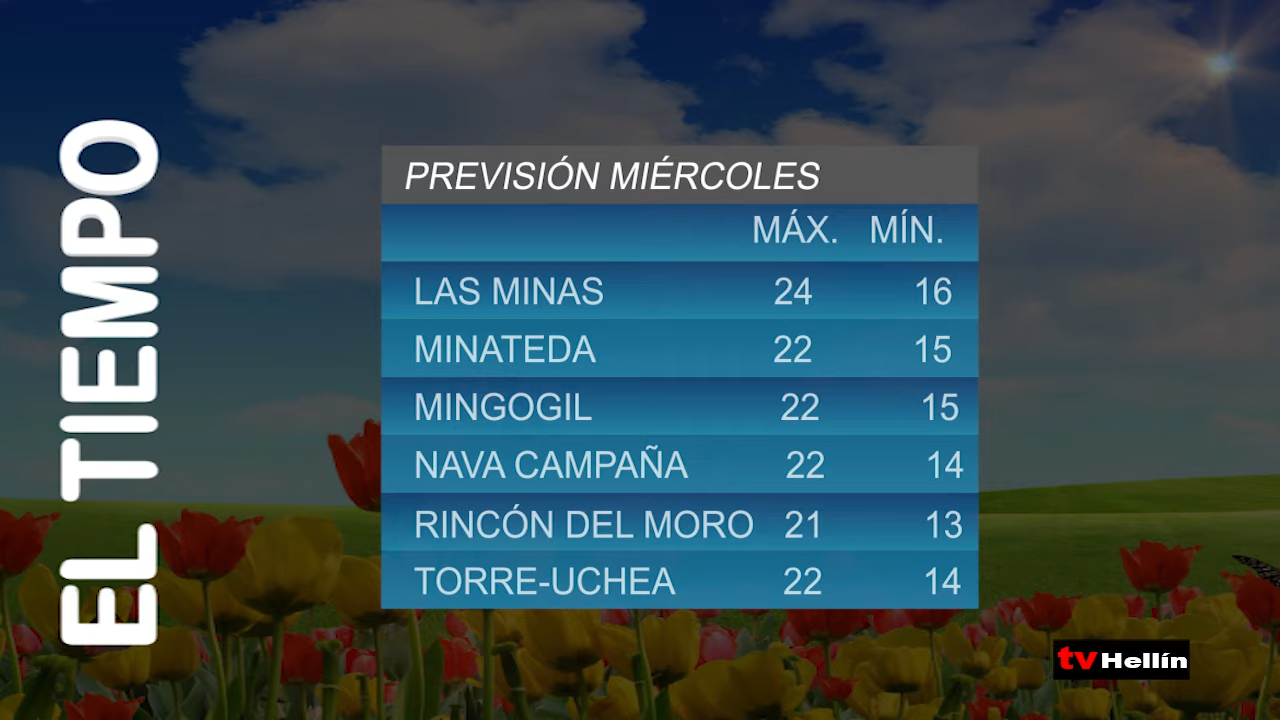 EL TIEMPO
PREVISIÓN MIÉRCOLES
MÁX. MÍN.
LAS MINAS 24 16
MINATEDA 22 15
MINGOGIL 22 15
NAVA CAMPAÑA 22 14
RINCÓN DEL MORO 21 13
TORRE-UCHEA 22 14
tv Hellín